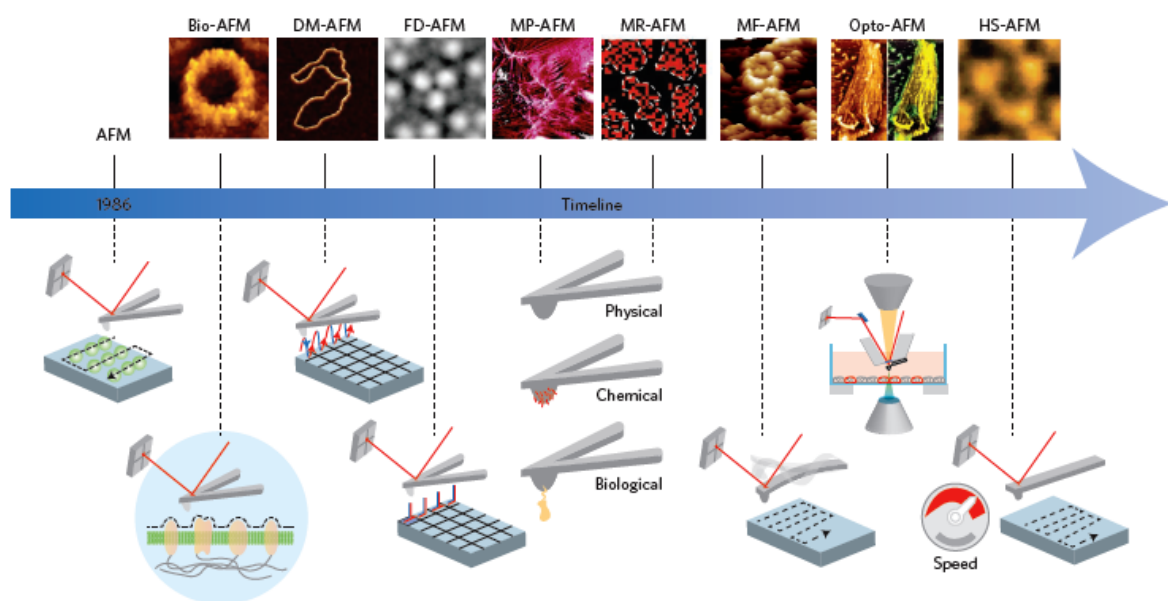 Bio-AFM
DM-AFM
FD-AFM
MP-AFM
MR-AFM
MF-AFM
Opto-AFM
HS-AFM
AFM
1986
Timeline
Physical
Chemical
Biological
Speed